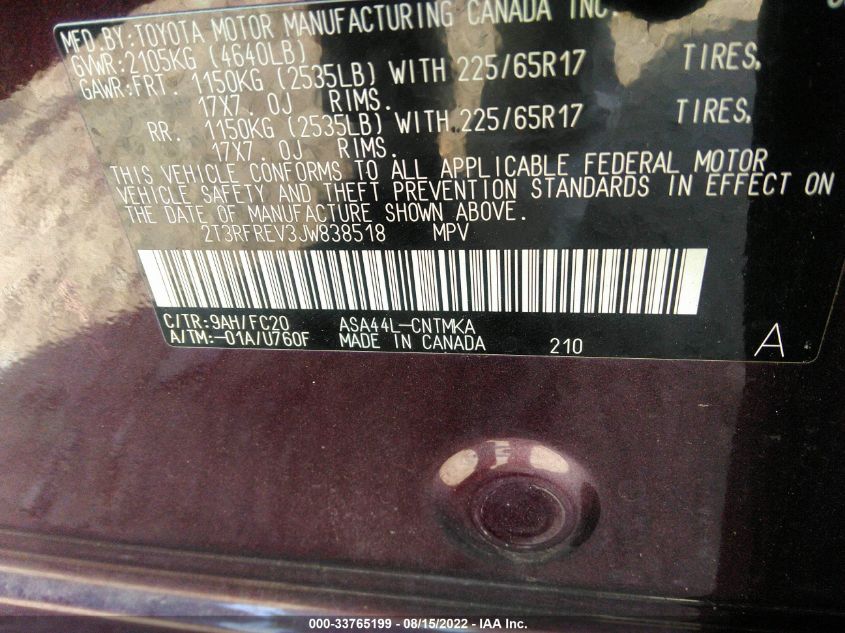 MFD.BY:TOYOTA MOTOR MANUFACTURING CANADA INC.
GVWR:2105KG (4640LB)
GAWR:FRT. 1150KG (2535LB) WITH 225/65R17 TIRES,
17X7.0J RIMS.
RR. 1150KG (2535LB) WITH 225/65R17 TIRES,
17X7.0J RIMS.
THIS VEHICLE CONFORMS TO ALL APPLICABLE FEDERAL MOTOR
VEHICLE SAFETY AND THEFT PREVENTION STANDARDS IN EFFECT ON
THE DATE OF MANUFACTURE SHOWN ABOVE.
2T3RFREV3JW838518 MPV
C/TR:9AH/FC20 ASA44L-CNTMKA
A/TM:-01A/U760F MADE IN CANADA 210 A
000-33765199 - 08/15/2022 - IAA Inc.